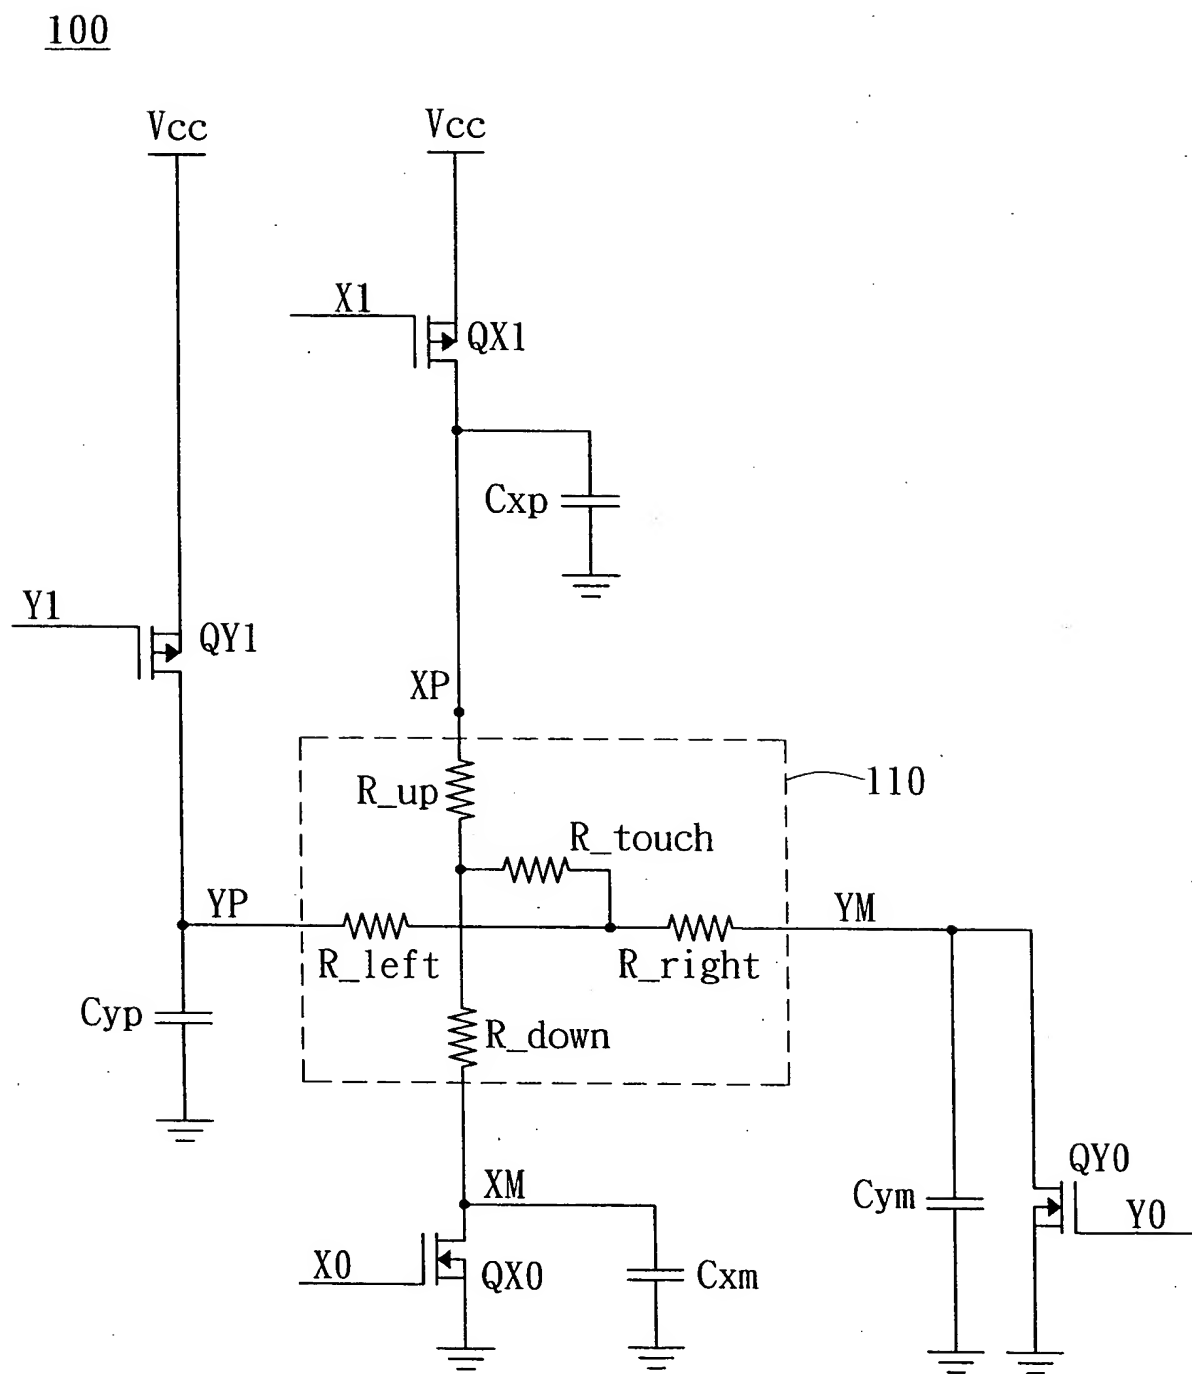 100
Vcc
Vcc
X1
QX1
Cxp
Y1
QY1
XP
R_up
110
R_touch
YP
YM
R_left
R_right
Cyp
R_down
XM
QY0
Cym
Y0
X0
QX0
Cxm